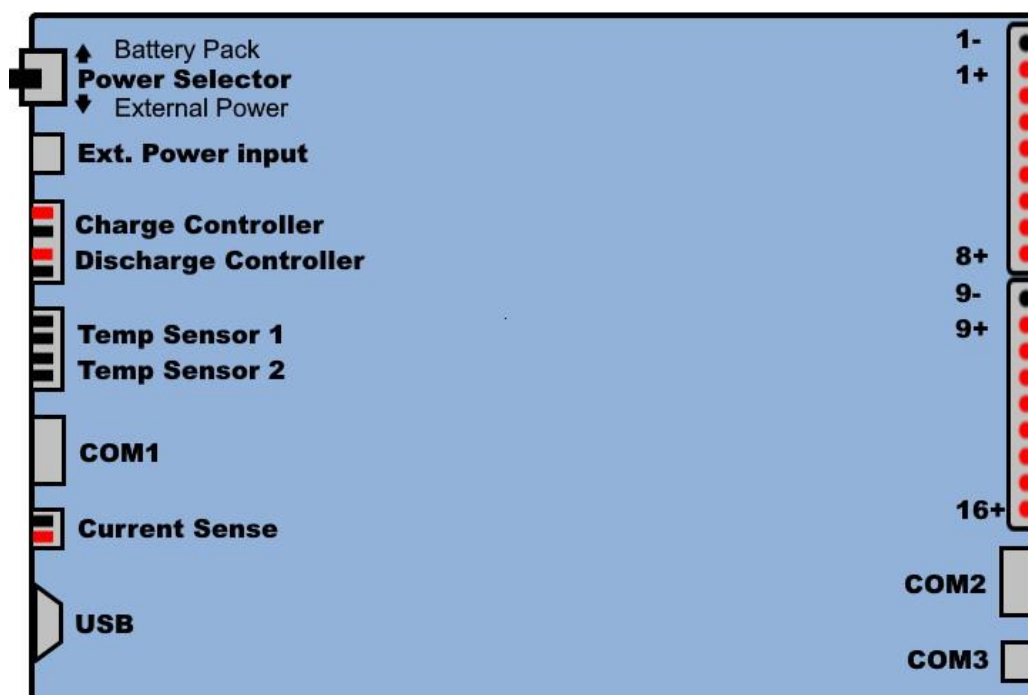 Battery Pack
Power Selector
External Power
Ext. Power input
Charge Controller
Discharge Controller
Temp Sensor 1
Temp Sensor 2
COM1
Current Sense
USB
1-
1+
8+
9-
9+
16+
COM2
COM3